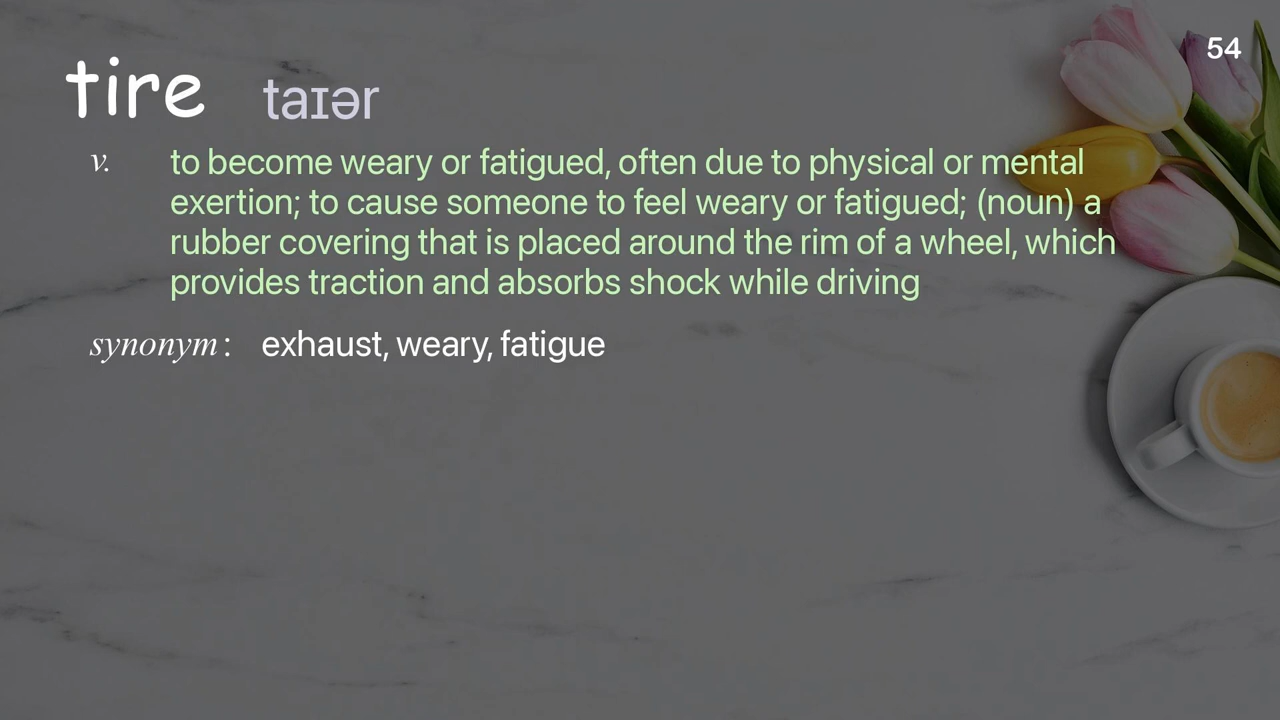 54
tire taɪər
v. to become weary or fatigued, often due to physical or mental
exertion; to cause someone to feel weary or fatigued; (noun) a
rubber covering that is placed around the rim of a wheel, which
provides traction and absorbs shock while driving
synonym: exhaust, weary, fatigue